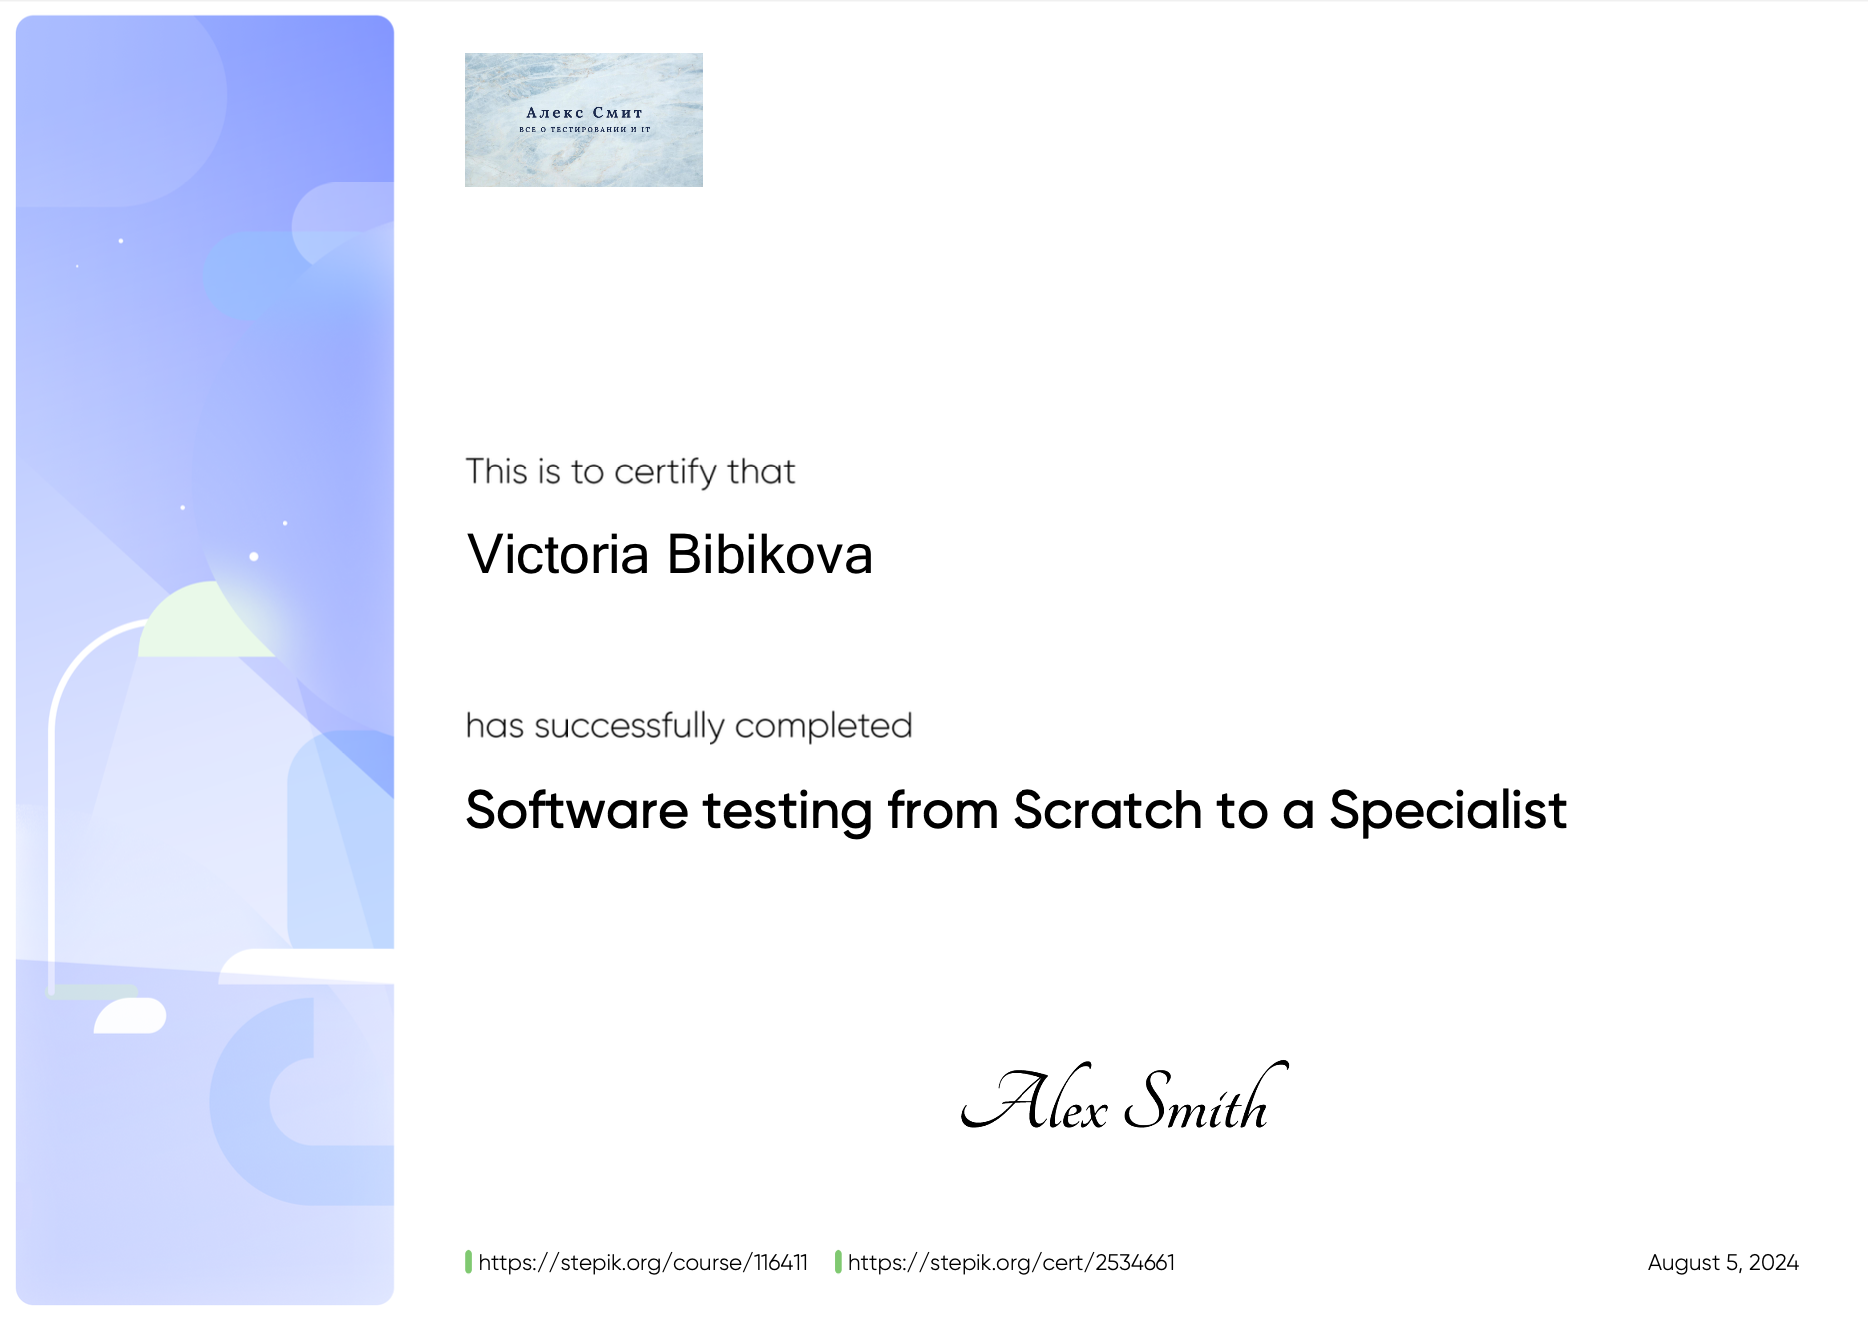 Алекс Смит
ВСЕ О ТЕСТИРОВАНИИ И IT
This is to certify that
Victoria Bibikova
has successfully completed
Software testing from Scratch to a Specialist
Alex Smith
https://stepik.org/course/116411 https://stepik.org/cert/2534661 August 5, 2024